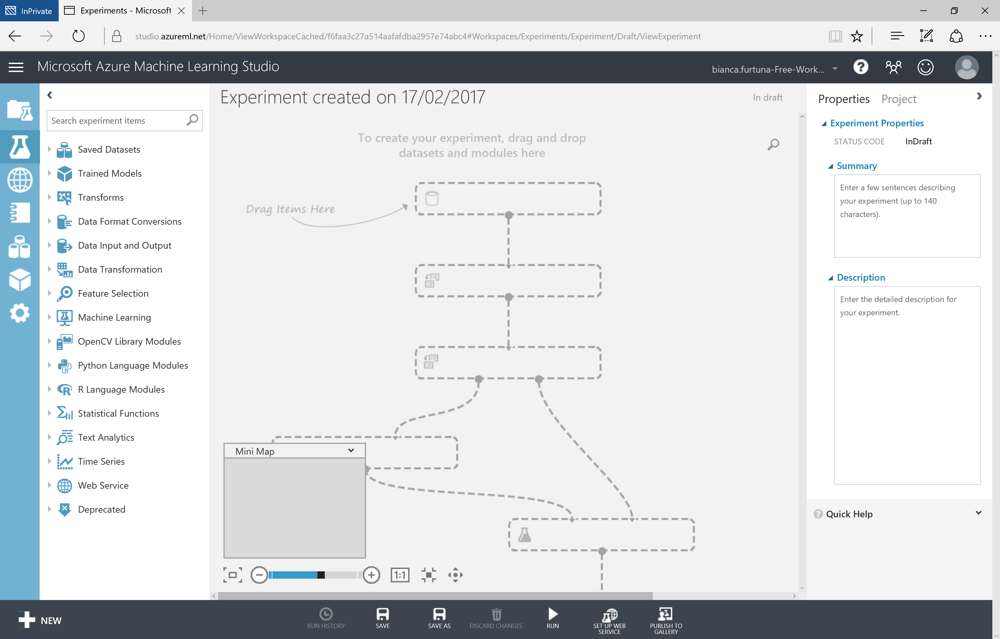 InPrivate
Experiments - Microsoft
studio.azureml.net/Home/ViewWorkspaceCached/f6faa3c27a514aafafdba2957e74abc4#Workspaces/Experiments/Experiment/Draft/ViewExperiment
Microsoft Azure Machine Learning Studio
bianca.furtuna-Free-Work...
Search experiment items
Saved Datasets
Trained Models
Transforms
Data Format Conversions
Data Input and Output
Data Transformation
Feature Selection
Machine Learning
OpenCV Library Modules
Python Language Modules
R Language Modules
Statistical Functions
Text Analytics
Time Series
Web Service
Deprecated
Experiment created on 17/02/2017
In draft
To create your experiment, drag and drop
datasets and modules here
Drag Items Here
Mini Map
1:1
Properties Project
Experiment Properties
STATUS CODE InDraft
Summary
Enter a few sentences describing
your experiment (up to 140
characters).
Description
Enter the detailed description for
your experiment.
Quick Help
NEW
RUN HISTORY
SAVE
SAVE AS
DISCARD CHANGES
RUN
SET UP WEB
SERVICE
PUBLISH TO
GALLERY